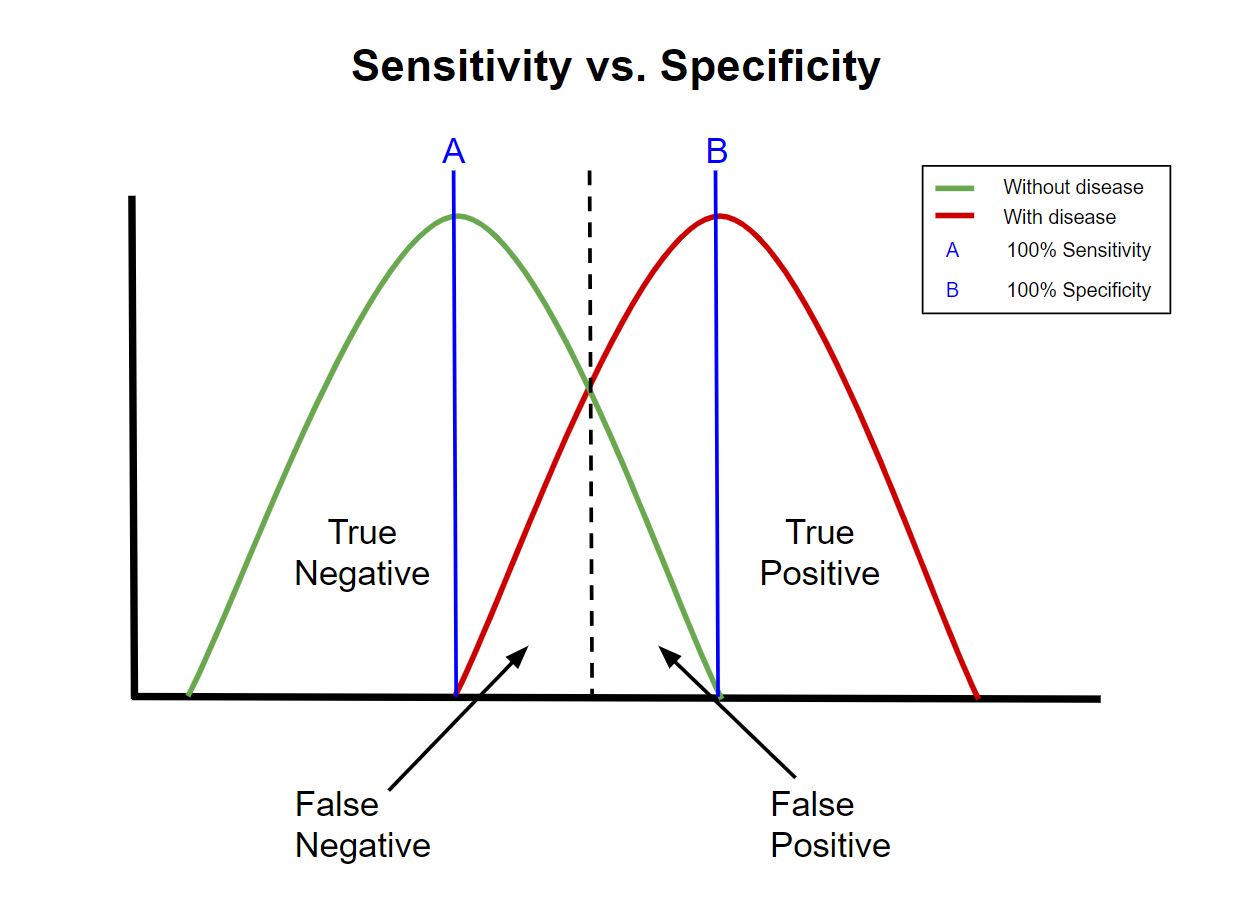 Sensitivity vs. Specificity
A
B
Without disease
With disease
A 100% Sensitivity
B 100% Specificity
True
Negative
True
Positive
False
Negative
False
Positive